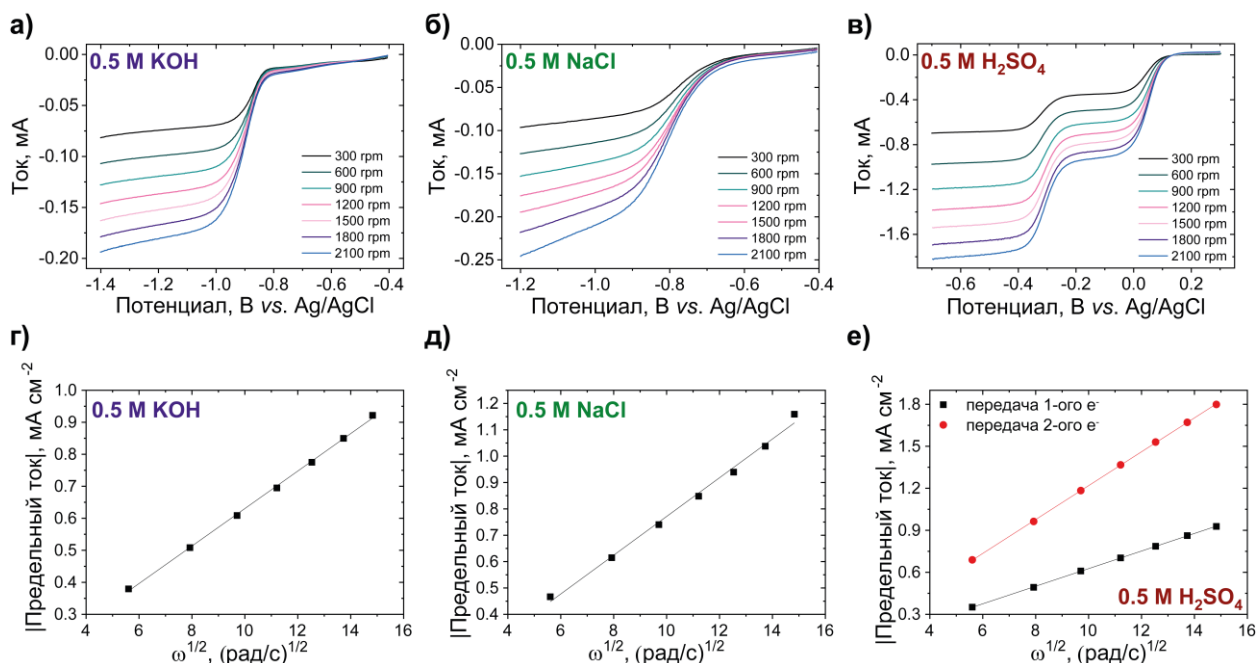 а)
0.5 M KOH
0.00
-0.05
-0.10
-0.15
-0.20
Ток, мА
300 rpm
600 rpm
900 rpm
1200 rpm
1500 rpm
1800 rpm
2100 rpm
-1.4 -1.2 -1.0 -0.8 -0.6 -0.4
Потенциал, В vs. Ag/AgCl
б)
0.5 M NaCl
0.00
-0.05
-0.10
-0.15
-0.20
-0.25
Ток, мА
300 rpm
600 rpm
900 rpm
1200 rpm
1500 rpm
1800 rpm
2100 rpm
-1.2 -1.0 -0.8 -0.6 -0.4
Потенциал, В vs. Ag/AgCl
в)
0.5 M H₂SO₄
0.0
-0.4
-0.8
-1.2
-1.6
Ток, мА
300 rpm
600 rpm
900 rpm
1200 rpm
1500 rpm
1800 rpm
2100 rpm
-0.6 -0.4 -0.2 0.0 0.2
Потенциал, В vs. Ag/AgCl
г)
0.5 M KOH
1.0
0.9
0.8
0.7
0.6
0.5
0.4
0.3
|Предельный ток|, мА см⁻²
4 6 8 10 12 14 16
ω¹/², (рад/с)¹/²
д)
0.5 M NaCl
1.2
1.1
1.0
0.9
0.8
0.7
0.6
0.5
0.4
|Предельный ток|, мА см⁻²
4 6 8 10 12 14 16
ω¹/², (рад/с)¹/²
е)
передача 1-ого e⁻
передача 2-ого e⁻
1.8
1.5
1.2
0.9
0.6
0.3
|Предельный ток|, мА см⁻²
0.5 M H₂SO₄
4 6 8 10 12 14 16
ω¹/², (рад/с)¹/²